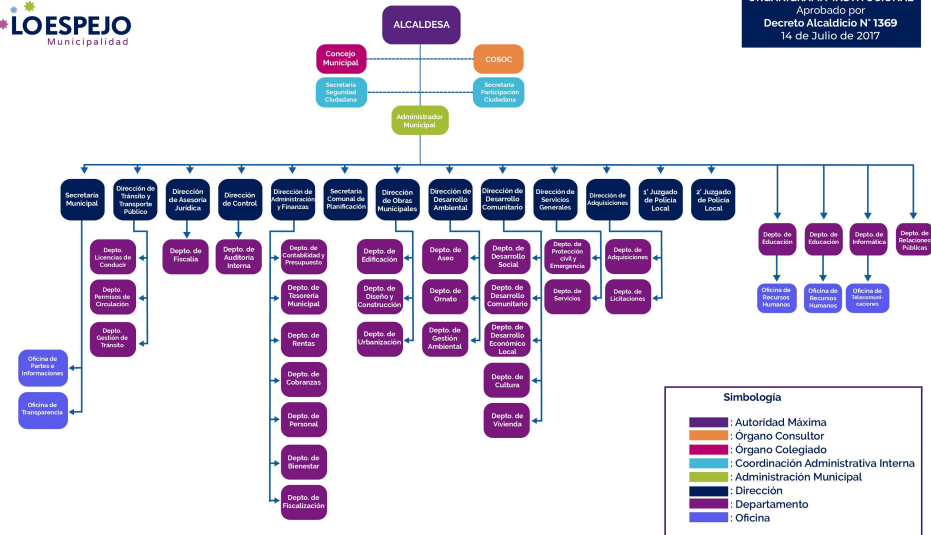 LOESPEJO
Municipalidad
ORGANIGRAMA INSTITUCIONAL
Aprobado por
Decreto Alcaldicio N° 1369
14 de Julio de 2017
ALCALDESA
Concejo
Municipal
COSOC
Secretaria
Seguridad
Ciudadana
Secretaria
Participación
Ciudadana
Administrador
Municipal
Secretaria
Municipal
Dirección de
Tránsito y
Transporte
Público
Dirección
de Asesoría
Jurídica
Dirección
de Control
Dirección de
Administración
y Finanzas
Secretaria
Comunal de
Planificación
Dirección
de Obras
Municipales
Dirección de
Desarrollo
Ambiental
Dirección de
Desarrollo
Comunitario
Dirección de
Servicios
Generales
Dirección de
Adquisiciones
1° Juzgado
de Policia
Local
2° Juzgado
de Policia
Local
Depto. de
Educación
Depto. de
Educación
Depto. de
Informática
Depto. de
Relaciones
Públicas
Depto.
Licencias de
Conducir
Depto. de
Fiscalía
Depto. de
Auditoria
Interna
Depto. de
Contabilidad y
Presupuesto
Depto. de
Edificación
Depto. de
Aseo
Depto. de
Desarrollo
Social
Depto. de
Protección
civil y
Emergencia
Depto. de
Adquisiciones
Oficina de
Recursos
Humanos
Oficina de
Recursos
Humanos
Oficina de
Telecomuni-
caciones
Depto.
Permisos de
Circulación
Depto. de
Tesorería
Municipal
Depto. de
Diseño y
Construcción
Depto. de
Ornato
Depto. de
Desarrollo
Comunitario
Depto. de
Servicios
Depto. de
Licitaciones
Depto.
Gestión de
Tránsito
Depto. de
Rentas
Depto. de
Urbanización
Depto. de
Gestión
Ambiental
Depto. de
Desarrollo
Económico
Local
Oficina de
Partes e
Informaciones
Depto. de
Cobranzas
Depto. de
Cultura
Oficina de
Transparencia
Depto. de
Personal
Depto. de
Vivienda
Depto. de
Bienestar
Depto. de
Fiscalización
Simbología
: Autoridad Máxima
: Órgano Consultor
: Órgano Colegiado
: Coordinación Administrativa Interna
: Administración Municipal
: Dirección
: Departamento
: Oficina